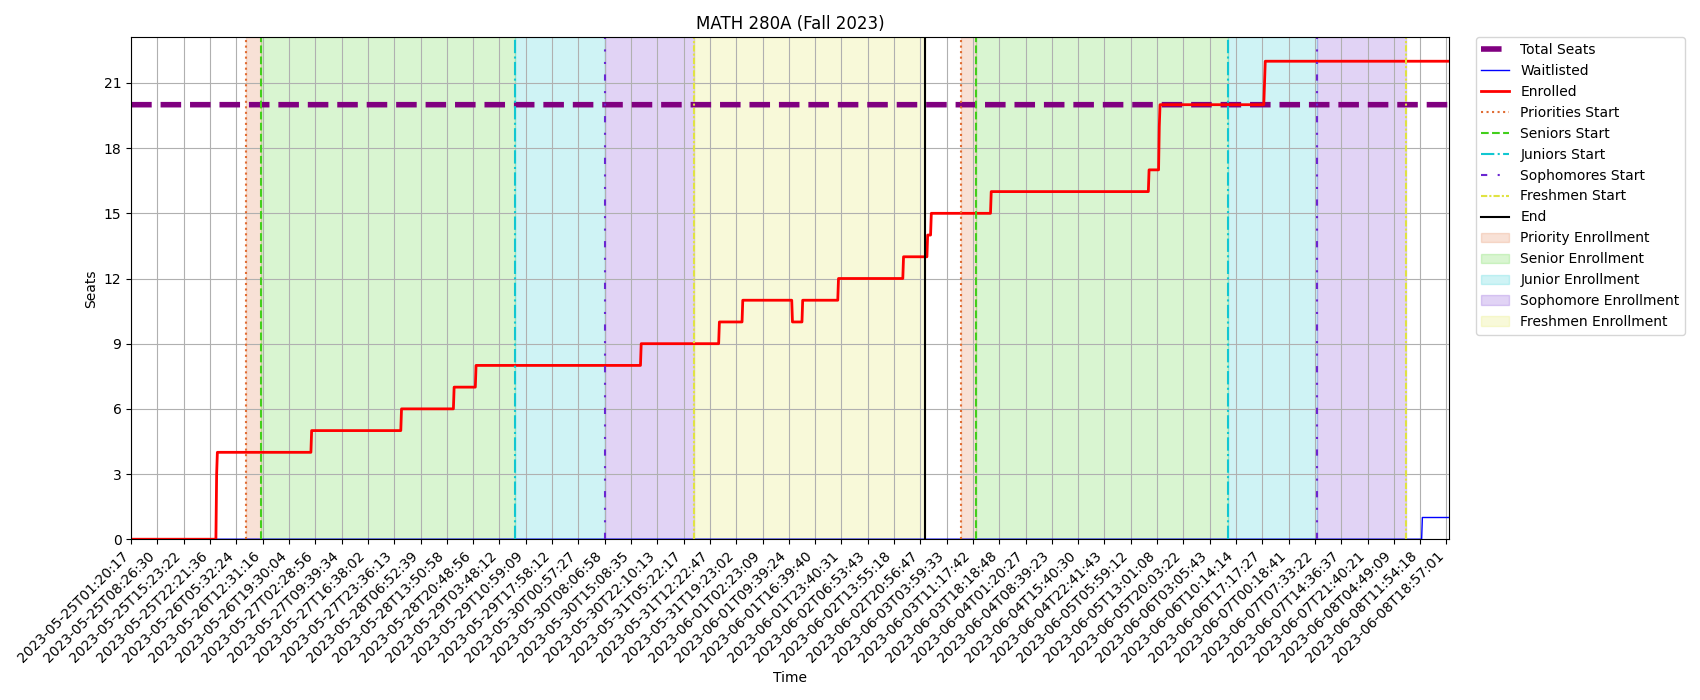 MATH 280A (Fall 2023)
Seats
21
18
15
12
9
6
3
0
2023-05-25T01:20:17
2023-05-25T08:26:30
2023-05-25T15:23:22
2023-05-25T22:21:36
2023-05-26T05:32:24
2023-05-26T12:31:16
2023-05-26T19:30:04
2023-05-27T02:28:56
2023-05-27T09:39:34
2023-05-27T16:38:02
2023-05-27T23:36:13
2023-05-28T06:52:39
2023-05-28T13:50:58
2023-05-28T20:48:56
2023-05-29T03:48:12
2023-05-29T10:59:09
2023-05-29T17:58:12
2023-05-30T00:57:27
2023-05-30T08:06:58
2023-05-30T15:08:35
2023-05-30T22:10:13
2023-05-31T05:22:17
2023-05-31T12:22:47
2023-05-31T19:23:02
2023-06-01T02:23:09
2023-06-01T09:39:24
2023-06-01T16:39:40
2023-06-01T23:40:31
2023-06-02T06:53:43
2023-06-02T13:55:18
2023-06-02T20:56:47
2023-06-03T03:59:33
2023-06-03T11:17:42
2023-06-03T18:18:48
2023-06-04T01:20:27
2023-06-04T08:39:23
2023-06-04T15:40:30
2023-06-04T22:41:43
2023-06-05T05:59:12
2023-06-05T13:01:08
2023-06-05T20:03:22
2023-06-06T03:05:43
2023-06-06T10:14:14
2023-06-06T17:17:27
2023-06-07T00:18:41
2023-06-07T07:33:22
2023-06-07T14:36:37
2023-06-07T21:40:21
2023-06-08T04:49:09
2023-06-08T11:54:18
2023-06-08T18:57:01
Time
Total Seats
Waitlisted
Enrolled
Priorities Start
Seniors Start
Juniors Start
Sophomores Start
Freshmen Start
End
Priority Enrollment
Senior Enrollment
Junior Enrollment
Sophomore Enrollment
Freshmen Enrollment